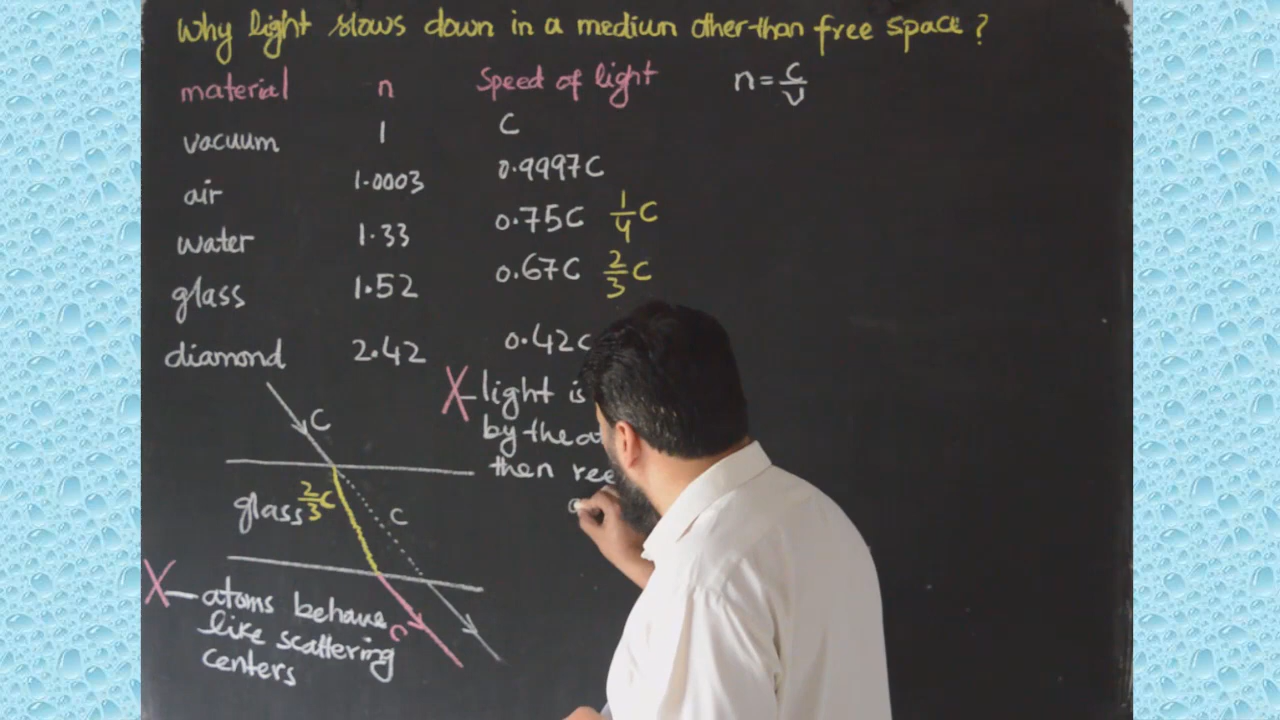 Why light slows down in a medium other than free space?
material n Speed of light n = c/v
vacuum 1 C
air 1.0003 0.9997C
water 1.33 0.75C 1/4 C
glass 1.52 0.67C 2/3 C
diamond 2.42 0.42C
X - light is
by the
then
C
glass 2/3 C
C
X - atoms behave
like scattering
centers
C